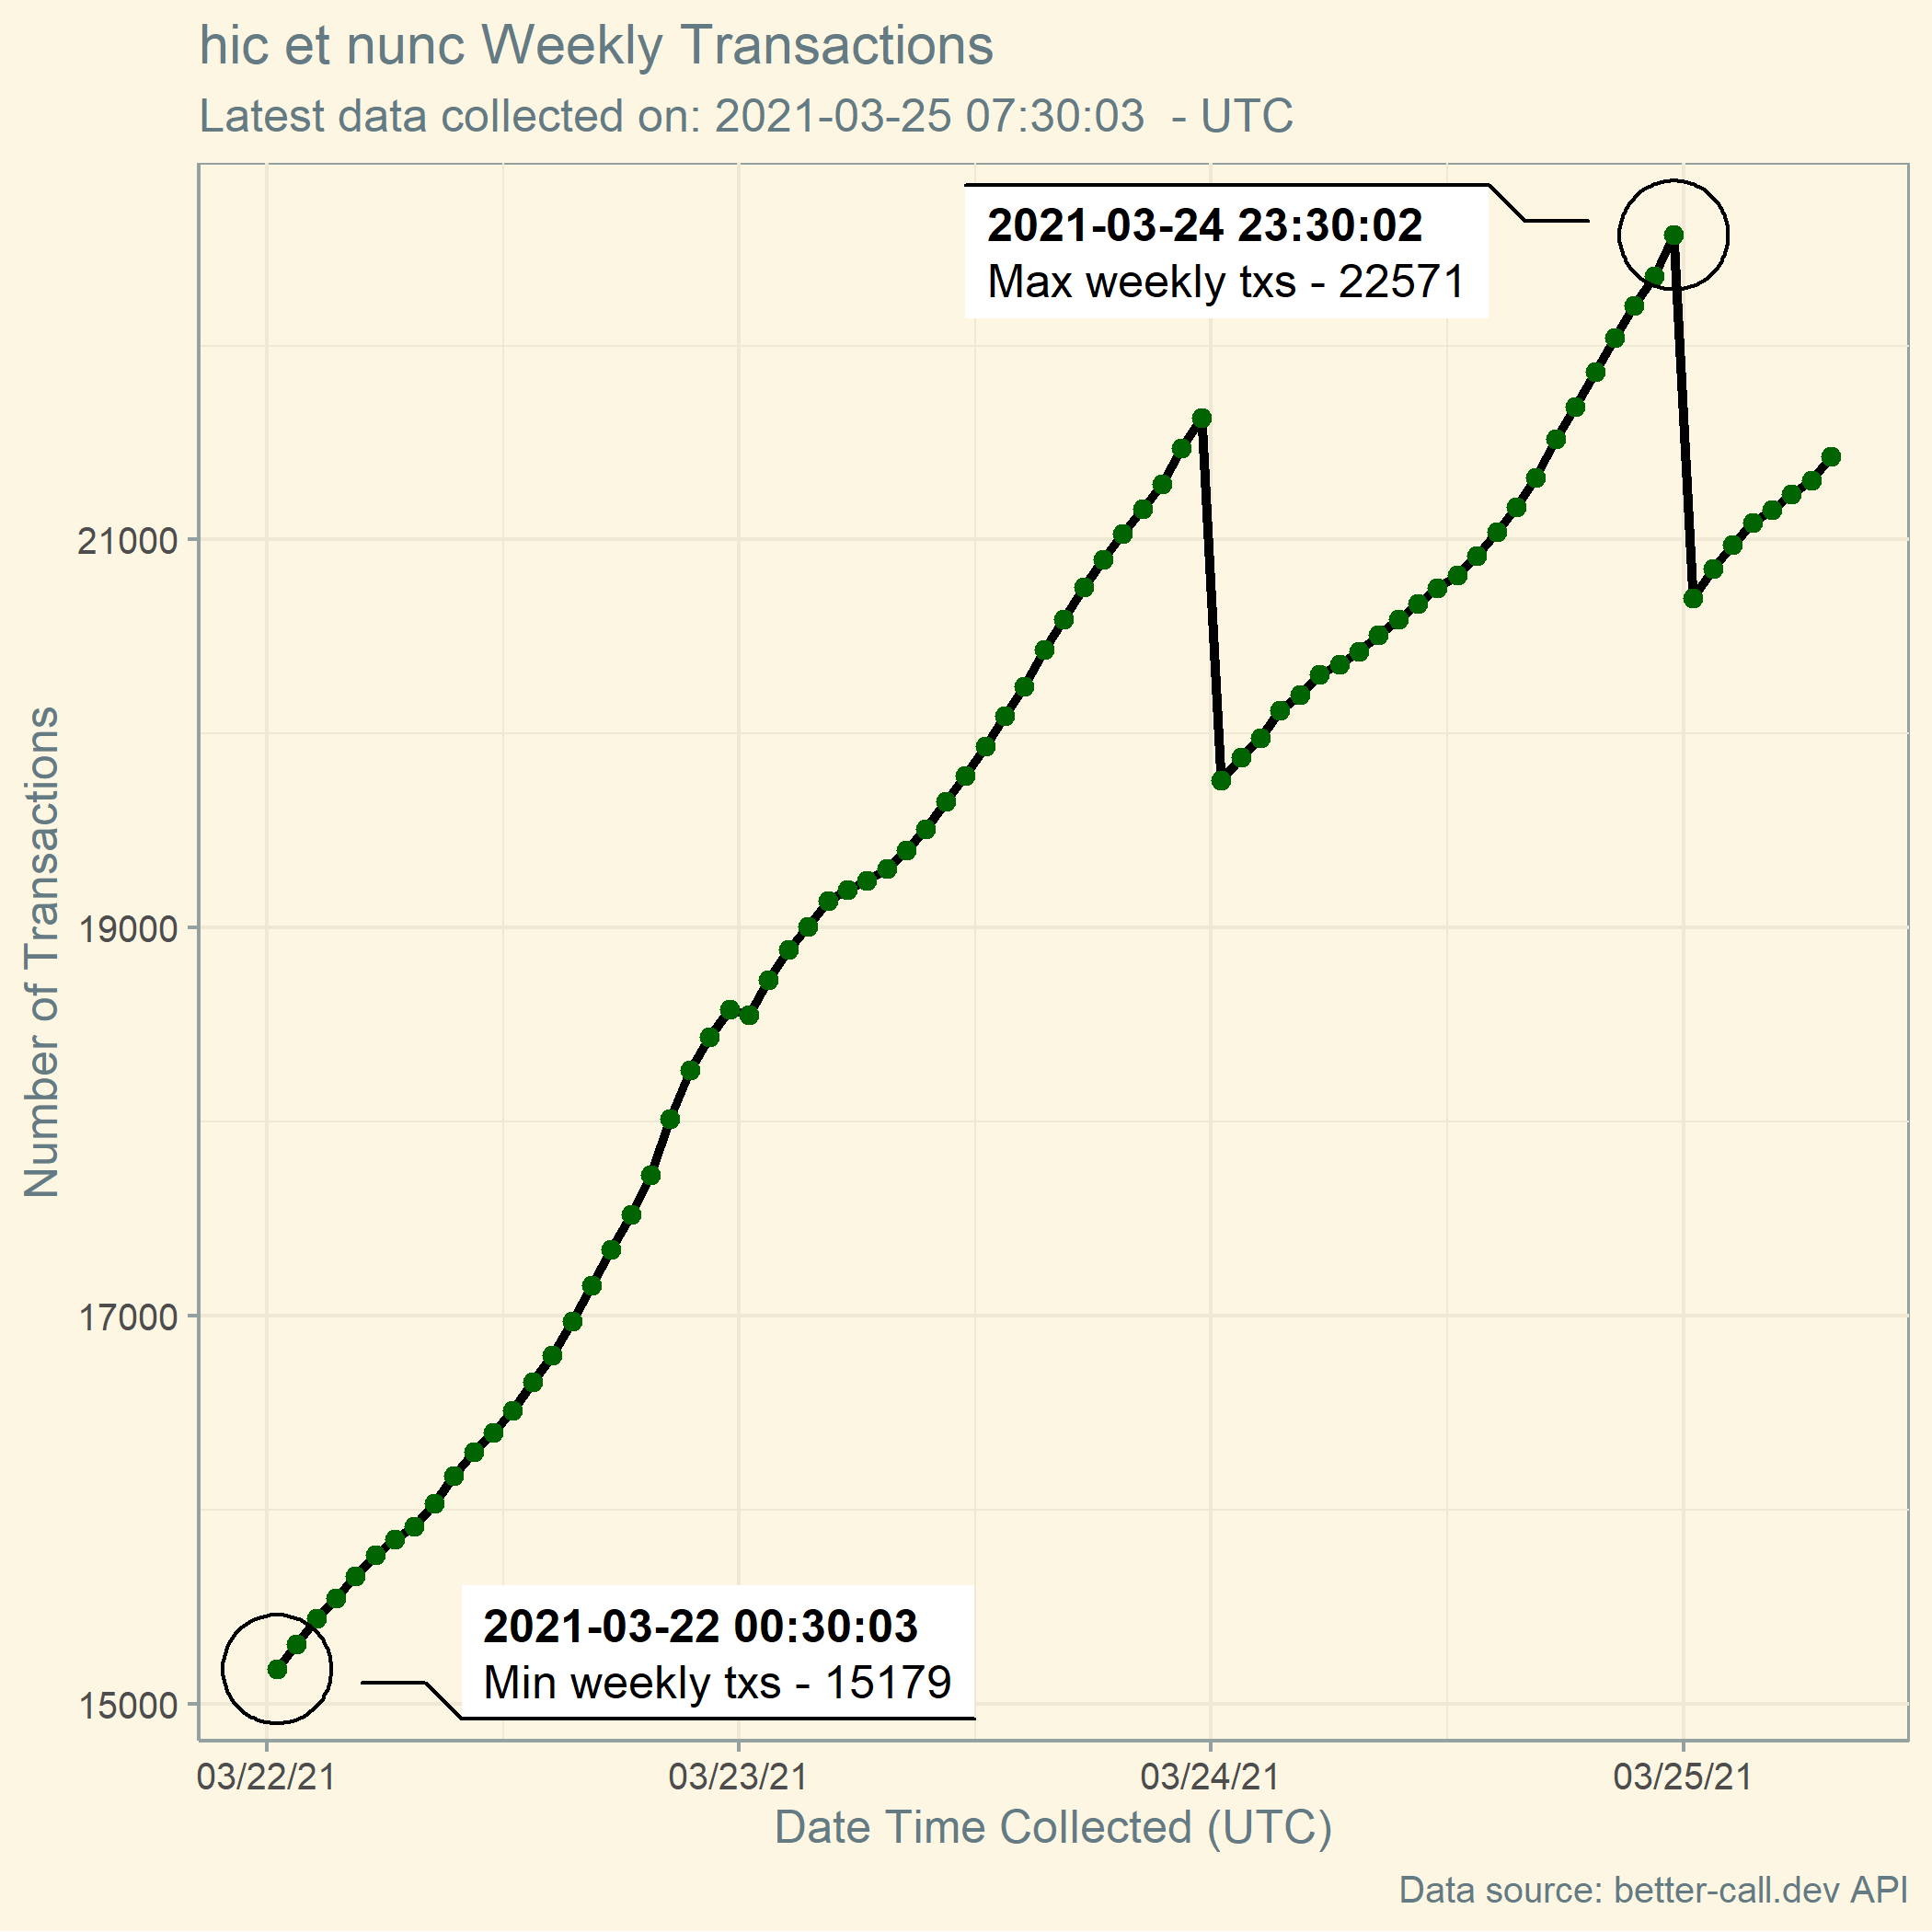 hic et nunc Weekly Transactions
Latest data collected on: 2021-03-25 07:30:03  - UTC
2021-03-24 23:30:02
Max weekly txs - 22571
Number of Transactions
21000
19000
17000
15000
2021-03-22 00:30:03
Min weekly txs - 15179
03/22/21 03/23/21 03/24/21 03/25/21
Date Time Collected (UTC)
Data source: better-call.dev API